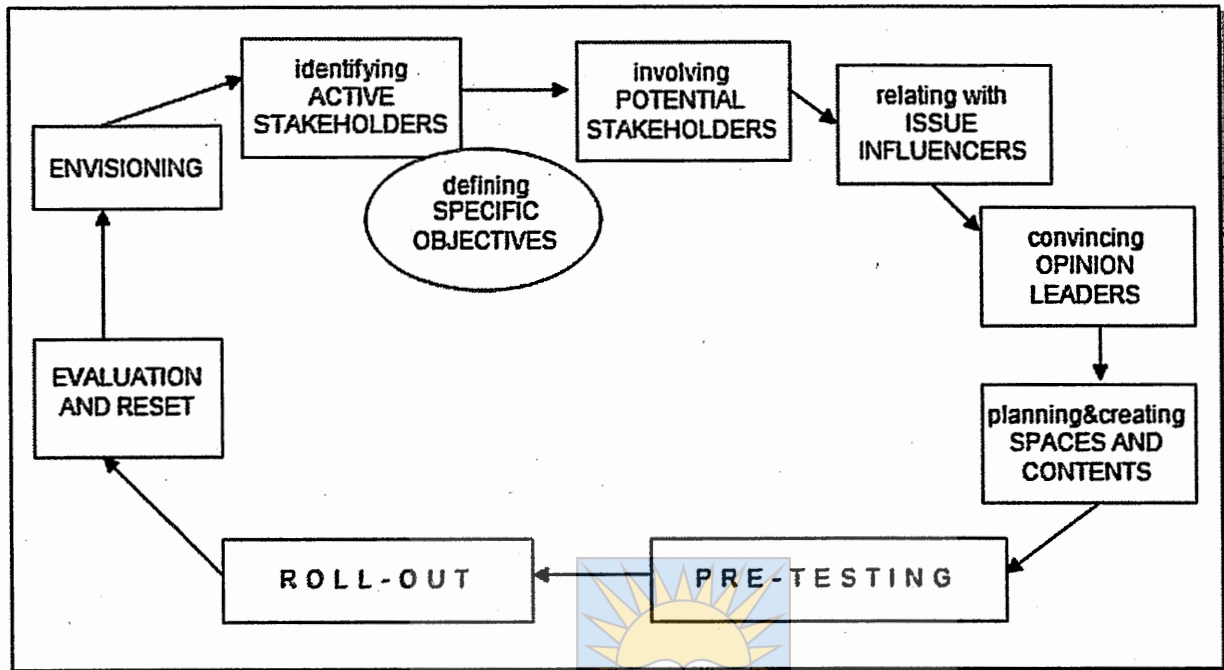 ENVISIONING
identifying
ACTIVE
STAKEHOLDERS
defining
SPECIFIC
OBJECTIVES
involving
POTENTIAL
STAKEHOLDERS
relating with
ISSUE
INFLUENCERS
convincing
OPINION
LEADERS
planning&creating
SPACES AND
CONTENTS
PRE-TESTING
ROLL-OUT
EVALUATION
AND RESET